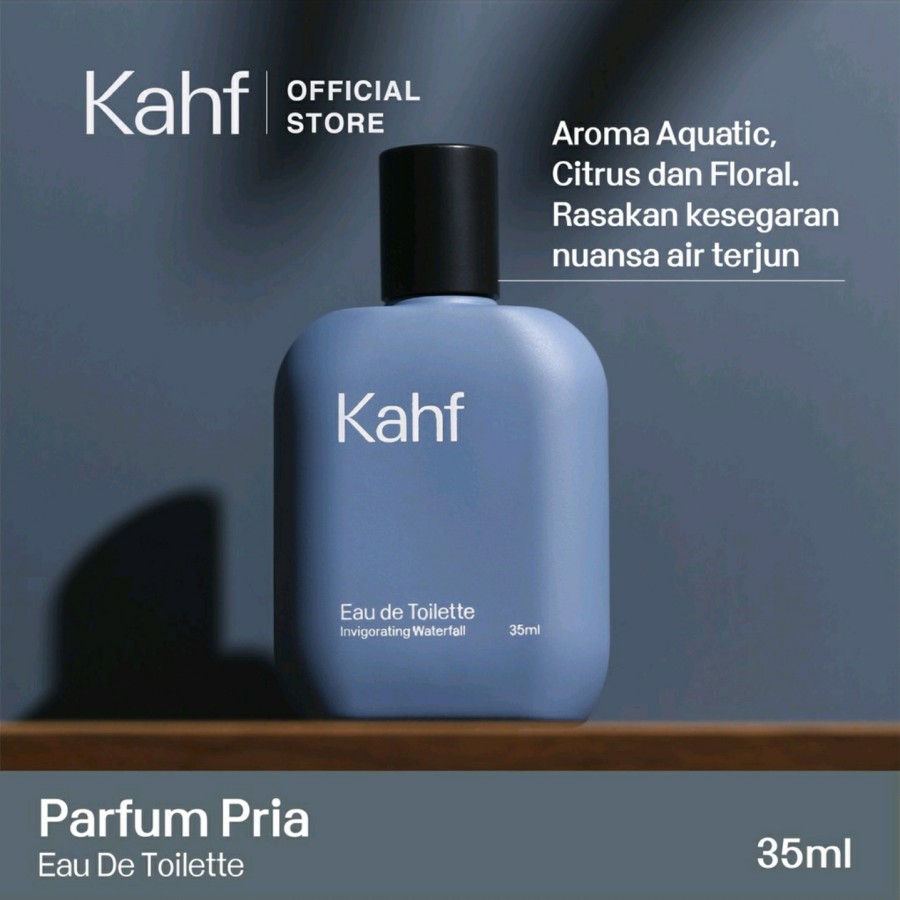 Kahf
OFFICIAL
STORE
Aroma Aquatic,
Citrus dan Floral.
Rasakan kesegaran
nuansa air terjun
Kahf
Eau de Toilette
Invigorating Waterfall 35ml
Parfum Pria
Eau De Toilette
35ml